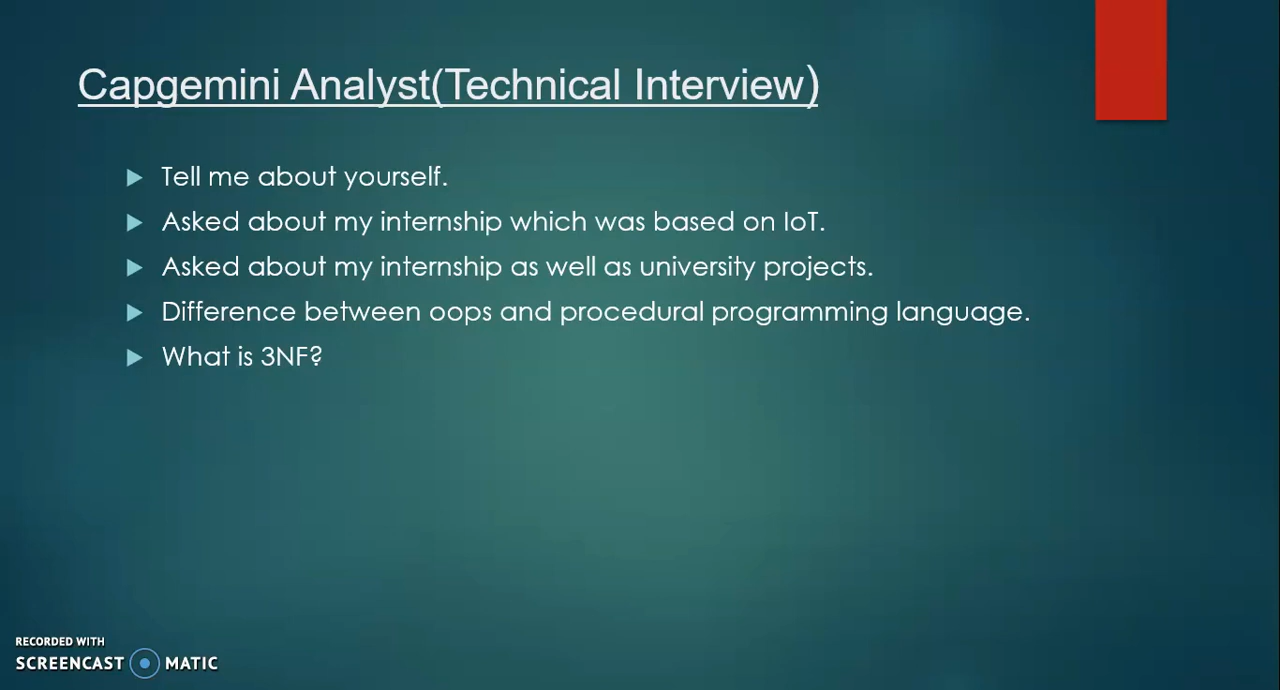 Capgemini Analyst(Technical Interview)
Tell me about yourself.
Asked about my internship which was based on IoT.
Asked about my internship as well as university projects.
Difference between oops and procedural programming language.
What is 3NF?
RECORDED WITH
SCREENCAST MATIC